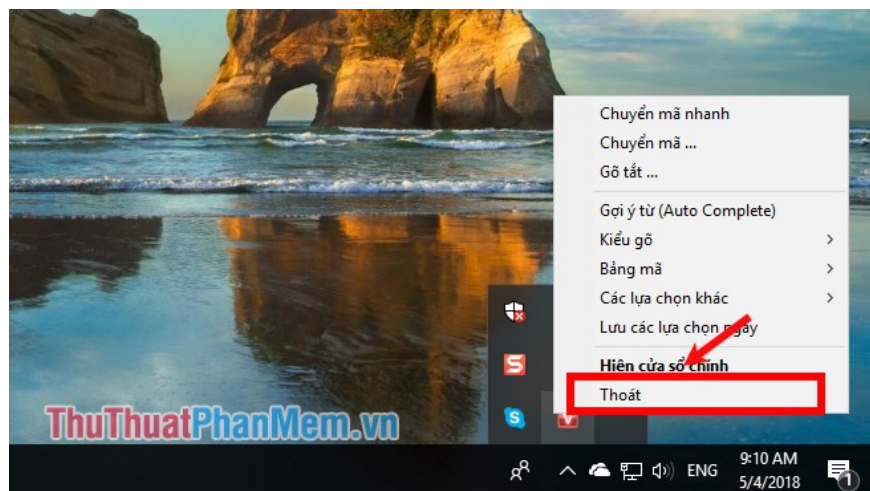 Chuyển mã nhanh
Chuyển mã ...
Gõ tắt ...
Gợi ý từ (Auto Complete)
Kiểu gõ
Bảng mã
Các lựa chọn khác
Lưu các lựa chọn ngay
Hiện cửa sổ chính
Thoát
ThuThuatPhanMem.vn
ENG
9:10 AM
5/4/2018
1